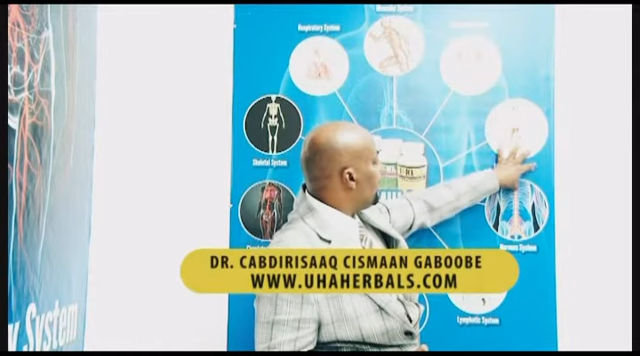 Muscular System
Respiratory System
Skeletal System
Nervous System
DR. CABDIRISAAQ CISMAAN GABOOBE
WWW.UHAHERBALS.COM
Lymphatic System
System